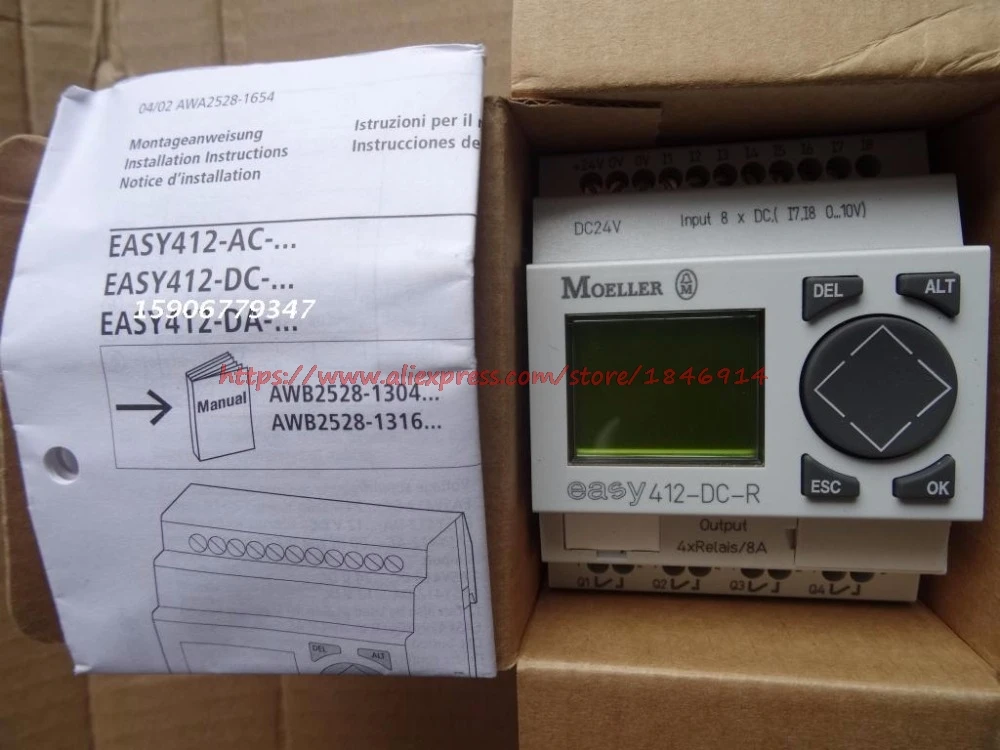 04/02 AWA2528-1654
Montageanweisung
Installation Instructions
Notice d'installation
Istruzioni per il
Instrucciones de
EASY412-AC-...
EASY412-DC-...
15906779347
EASY412-DA-...
Manual
AWB2528-1304...
AWB2528-1316...
DEL
ALT
https://www.aliexpress.com/store/1846914
+24V 0V 0V I1 I2 I3 I4 I5 I6 I7 I8
DC24V
Input 8 x DC.( I7,I8 0...10V)
MOELLER
DEL
ALT
ESC
OK
easy 412-DC-R
Output
4xRelais/8A
Q1
Q2
Q3
Q4